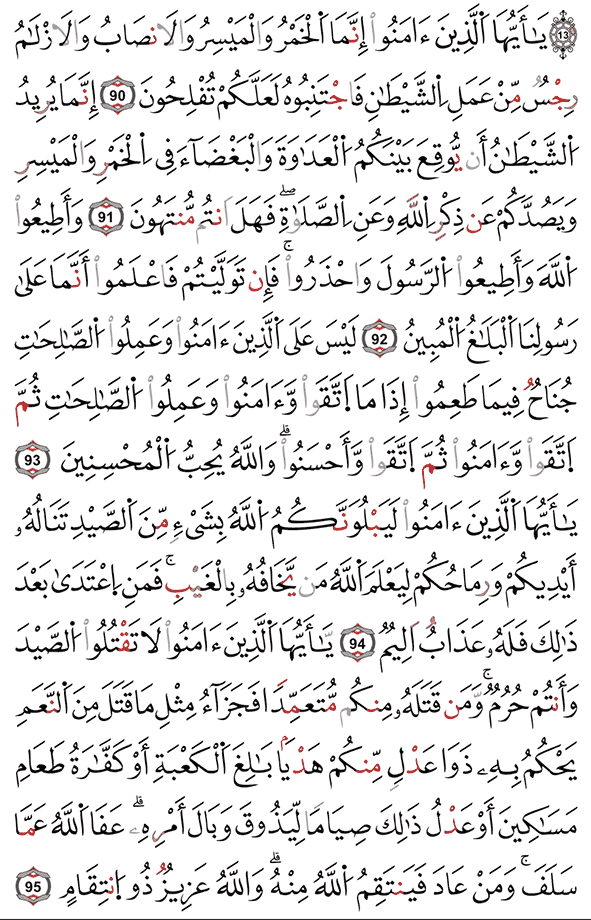 13 يَـٰٓأَيُّهَا ٱلَّذِينَ ءَامَنُوٓا۟ إِنَّمَا ٱلْخَمْرُ وَٱلْمَيْسِرُ وَٱلْأَنصَابُ وَٱلْأَزْلَـٰمُ
رِجْسٌ مِّنْ عَمَلِ ٱلشَّيْطَـٰنِ فَٱجْتَنِبُوهُ لَعَلَّكُمْ تُفْلِحُونَ 90 إِنَّمَا يُرِيدُ
ٱلشَّيْطَـٰنُ أَن يُوقِعَ بَيْنَكُمُ ٱلْعَدَٰوَةَ وَٱلْبَغْضَآءَ فِى ٱلْخَمْرِ وَٱلْمَيْسِرِ
وَيَصُدَّكُمْ عَن ذِكْرِ ٱللَّهِ وَعَنِ ٱلصَّلَوٰةِ ۖ فَهَلْ أَنتُم مُّنتَهُونَ 91 وَأَطِيعُوا۟
ٱللَّهَ وَأَطِيعُوا۟ ٱلرَّسُولَ وَٱحْذَرُوا۟ ۚ فَإِن تَوَلَّيْتُمْ فَٱعْلَمُوٓا۟ أَنَّمَا عَلَىٰ
رَسُولِنَا ٱلْبَلَـٰغُ ٱلْمُبِينُ 92 لَيْسَ عَلَى ٱلَّذِينَ ءَامَنُوا۟ وَعَمِلُوا۟ ٱلصَّـٰلِحَـٰتِ
جُنَاحٌ فِيمَا طَعِمُوٓا۟ إِذَا مَا ٱتَّقَوا۟ وَّءَامَنُوا۟ وَعَمِلُوا۟ ٱلصَّـٰلِحَـٰتِ ثُمَّ
ٱتَّقَوا۟ وَّءَامَنُوا۟ ثُمَّ ٱتَّقَوا۟ وَّأَحْسَنُوا۟ ۗ وَٱللَّهُ يُحِبُّ ٱلْمُحْسِنِينَ 93
يَـٰٓأَيُّهَا ٱلَّذِينَ ءَامَنُوا۟ لَيَبْلُوَنَّكُمُ ٱللَّهُ بِشَىْءٍ مِّنَ ٱلصَّيْدِ تَنَالُهُۥٓ
أَيْدِيكُمْ وَرِمَاحُكُمْ لِيَعْلَمَ ٱللَّهُ مَن يَّخَافُهُۥ بِٱلْغَيْبِ ۚ فَمَنِ ٱعْتَدَىٰ بَعْدَ
ذَٰلِكَ فَلَهُۥ عَذَابٌ أَلِيمٌ 94 يَّـٰٓأَيُّهَا ٱلَّذِينَ ءَامَنُوا۟ لَا تَقْتُلُوا۟ ٱلصَّيْدَ
وَأَنتُمْ حُرُمٌ ۚ وَّمَن قَتَلَهُۥ مِنكُم مُّتَعَمِّدًا فَجَزَآءُ مِثْلِ مَا قَتَلَ مِنَ ٱلنَّعَمِ
يَحْكُمُ بِهِۦ ذَوَا عَدْلٍ مِّنكُمْ هَدْيًۢا بَـٰلِغَ ٱلْكَعْبَةِ أَوْ كَفَّـٰرَةُ طَعَامِ
مَسَـٰكِينَ أَوْ عَدْلُ ذَٰلِكَ صِيَامًا لِّيَذُوقَ وَبَالَ أَمْرِهِۦ ۗ عَفَا ٱللَّهُ عَمَّا
سَلَفَ ۚ وَمَنْ عَادَ فَيَنتَقِمُ ٱللَّهُ مِنْهُ ۗ وَٱللَّهُ عَزِيزٌ ذُو ٱنتِقَامٍ 95